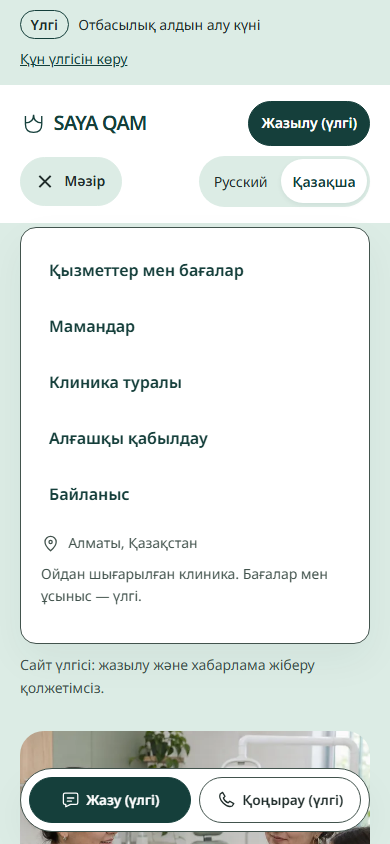 Үлгі Отбасылық алдын алу күні
Құн үлгісін көру
SAYA QAM
Жазылу (үлгі)
Мәзір
Русский Қазақша
Қызметтер мен бағалар
Мамандар
Клиника туралы
Алғашқы қабылдау
Байланыс
Алматы, Қазақстан
Ойдан шығарылған клиника. Бағалар мен
ұсыныс — үлгі.
Сайт үлгісі: жазылу және хабарлама жіберу
қолжетімсіз.
Жазу (үлгі)
Қоңырау (үлгі)